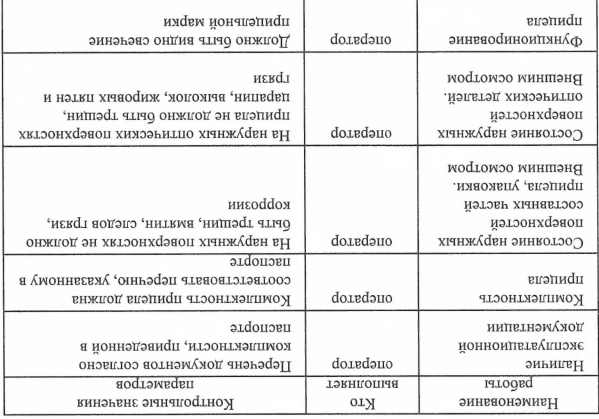 Наименование работы
Кто выполняет
Контрольные значения параметров
Наличие
эксплуатационной
документации
оператор
Перечень документов согласно
комплектности, приведенной в
паспорте
Комплектность
прицела
оператор
Комплектность прицела должна
соответствовать перечню, указанному в
паспорте
Состояние наружных
поверхностей
составных частей
прицела, упаковки.
Внешним осмотром
оператор
На наружных поверхностях не должно
быть трещин, вмятин, следов грязи,
коррозии
Состояние наружных
поверхностей
оптических деталей.
Внешним осмотром
оператор
На наружных оптических поверхностях
прицела не должно быть трещин,
царапин, выколок, жировых пятен и
грязи
Функционирование
прицела
оператор
Должно быть видно свечение
прицельной марки